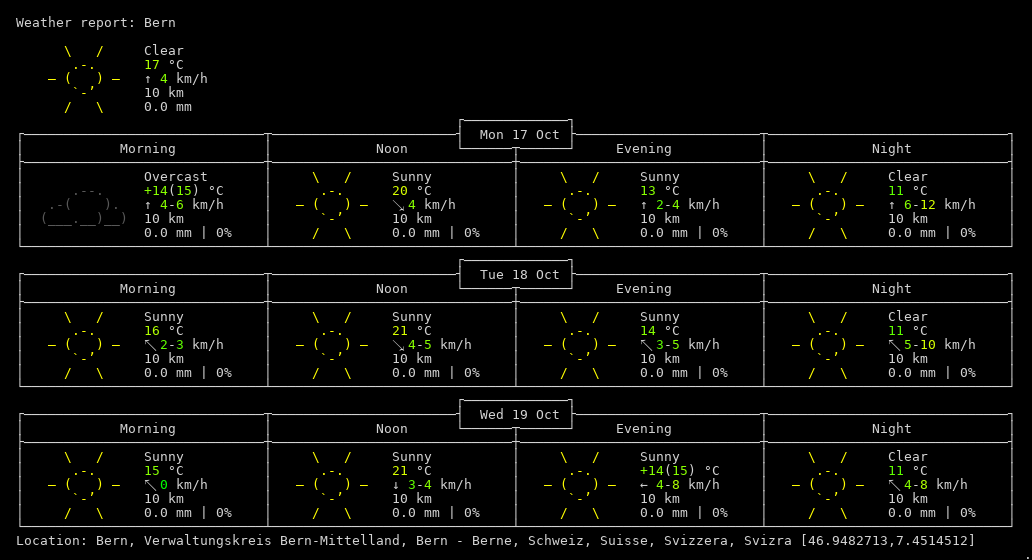 Weather report: Bern
Clear
17 °C
↑ 4 km/h
10 km
0.0 mm
Mon 17 Oct
Morning Noon Evening Night
Overcast Sunny Sunny Clear
+14(15) °C 20 °C 13 °C 11 °C
↑ 4-6 km/h ↘ 4 km/h ↑ 2-4 km/h ↑ 6-12 km/h
10 km 10 km 10 km 10 km
0.0 mm | 0% 0.0 mm | 0% 0.0 mm | 0% 0.0 mm | 0%
Tue 18 Oct
Morning Noon Evening Night
Sunny Sunny Sunny Clear
16 °C 21 °C 14 °C 11 °C
↖ 2-3 km/h ↘ 4-5 km/h ↖ 3-5 km/h ↖ 5-10 km/h
10 km 10 km 10 km 10 km
0.0 mm | 0% 0.0 mm | 0% 0.0 mm | 0% 0.0 mm | 0%
Wed 19 Oct
Morning Noon Evening Night
Sunny Sunny Sunny Clear
15 °C 21 °C +14(15) °C 11 °C
↖ 0 km/h ↓ 3-4 km/h ← 4-8 km/h ↖ 4-8 km/h
10 km 10 km 10 km 10 km
0.0 mm | 0% 0.0 mm | 0% 0.0 mm | 0% 0.0 mm | 0%
Location: Bern, Verwaltungskreis Bern-Mittelland, Bern - Berne, Schweiz, Suisse, Svizzera, Svizra [46.9482713,7.4514512]